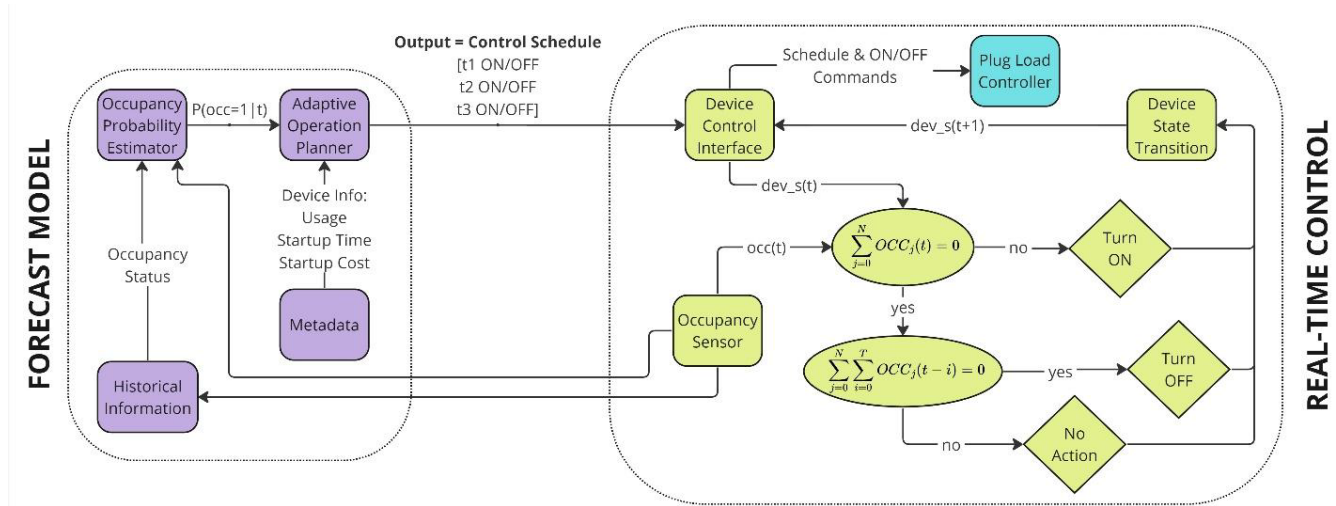 FORECAST MODEL
Occupancy
Probability
Estimator
P(occ=1|t)
Adaptive
Operation
Planner
Output = Control Schedule
[t1 ON/OFF
t2 ON/OFF
t3 ON/OFF]
Device Info:
Usage
Startup Time
Startup Cost
Occupancy
Status
Metadata
Historical
Information
Schedule & ON/OFF
Commands
Plug Load
Controller
Device
Control
Interface
dev_s(t+1)
Device
State
Transition
dev_s(t)
occ(t)
Occupancy
Sensor
∑_{j=0}^{N} OCC_j(t) = 0
no
Turn
ON
yes
∑_{j=0}^{N} ∑_{i=0}^{T} OCC_j(t − i) = 0
yes
Turn
OFF
no
No
Action
REAL-TIME CONTROL